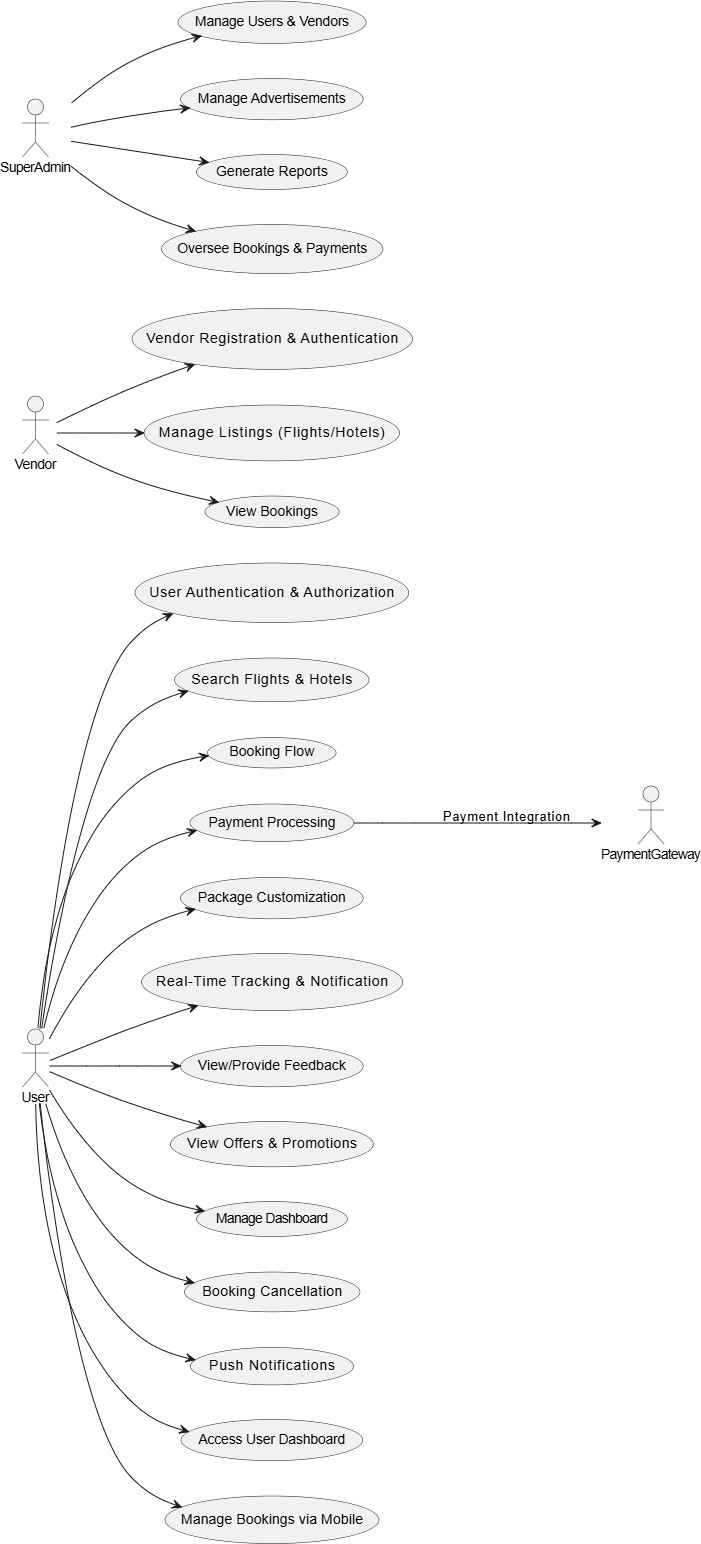 Manage Users & Vendors
Manage Advertisements
SuperAdmin
Generate Reports
Oversee Bookings & Payments
Vendor Registration & Authentication
Manage Listings (Flights/Hotels)
Vendor
View Bookings
User Authentication & Authorization
Search Flights & Hotels
Booking Flow
Payment Processing
Payment Integration
PaymentGateway
Package Customization
Real-Time Tracking & Notification
View/Provide Feedback
User
View Offers & Promotions
Manage Dashboard
Booking Cancellation
Push Notifications
Access User Dashboard
Manage Bookings via Mobile